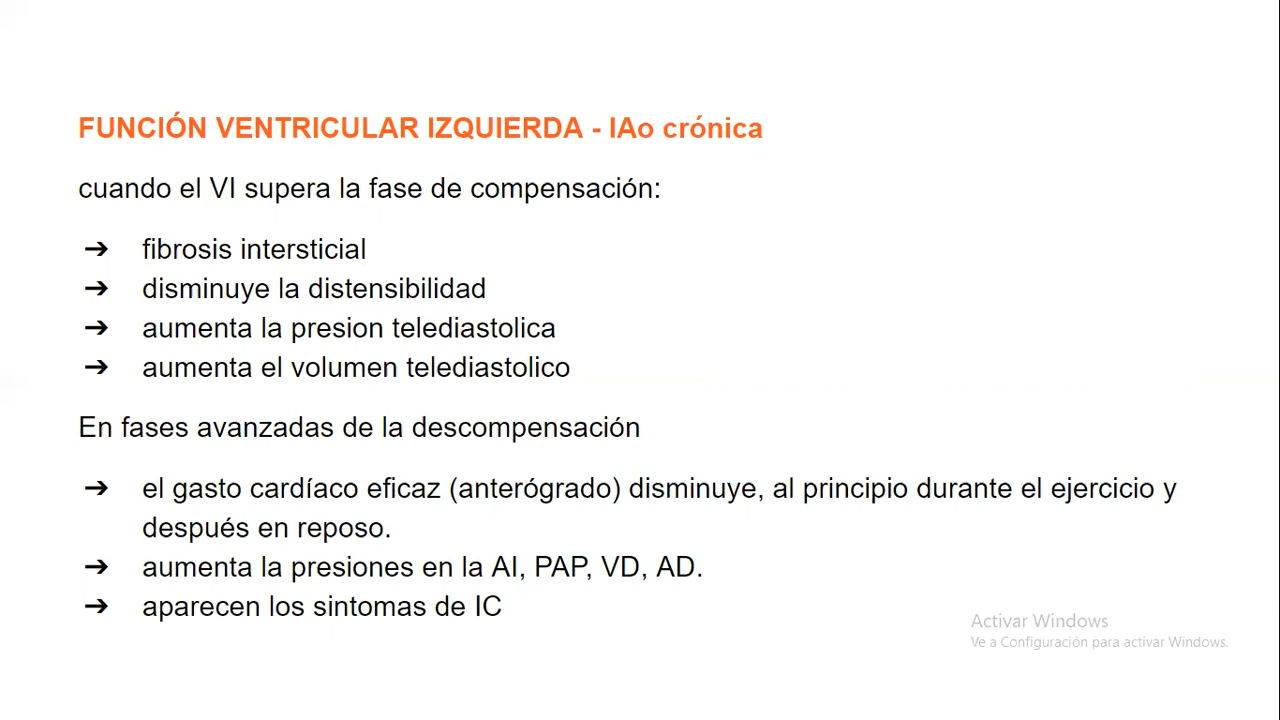 FUNCIÓN VENTRICULAR IZQUIERDA - IAo crónica
cuando el VI supera la fase de compensación:
➔ fibrosis intersticial
➔ disminuye la distensibilidad
➔ aumenta la presion telediastolica
➔ aumenta el volumen telediastolico
En fases avanzadas de la descompensación
➔ el gasto cardíaco eficaz (anterógrado) disminuye, al principio durante el ejercicio y
después en reposo.
➔ aumenta la presiones en la AI, PAP, VD, AD.
➔ aparecen los sintomas de IC
Activar Windows
Ve a Configuración para activar Windows.